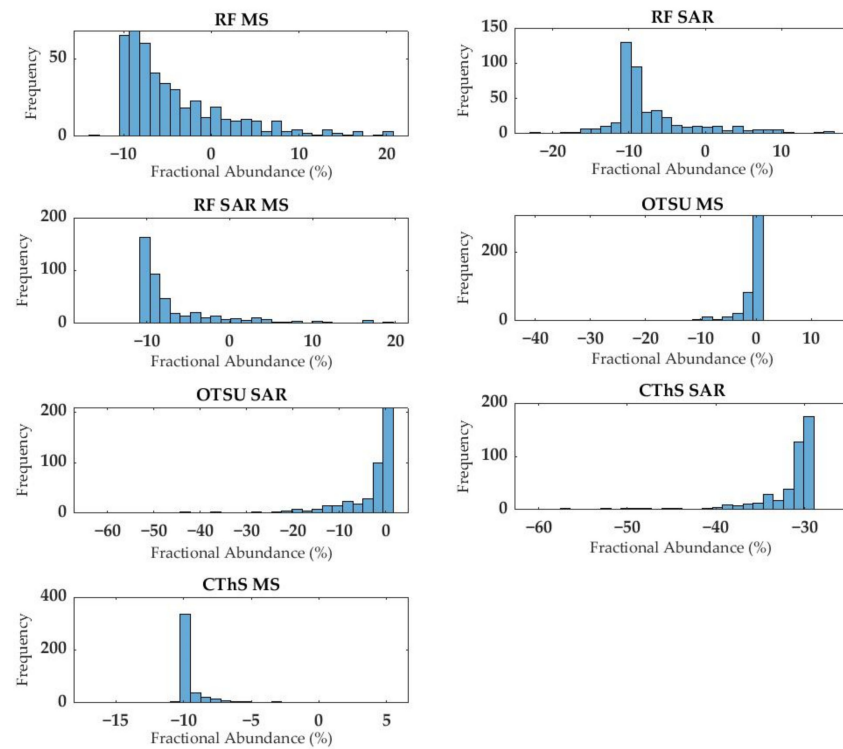 RF MS
50
0
Frequency
−10
0
10
20
Fractional Abundance (%)
RF SAR
150
100
50
0
Frequency
−20
−10
0
10
Fractional Abundance (%)
RF SAR MS
200
100
0
Frequency
−10
0
10
20
Fractional Abundance (%)
OTSU MS
200
0
Frequency
−40
−30
−20
−10
0
10
Fractional Abundance (%)
OTSU SAR
200
100
0
Frequency
−60
−50
−40
−30
−20
−10
0
Fractional Abundance (%)
CThS SAR
200
100
0
Frequency
−60
−50
−40
−30
Fractional Abundance (%)
CThS MS
400
200
0
Frequency
−15
−10
−5
0
5
Fractional Abundance (%)